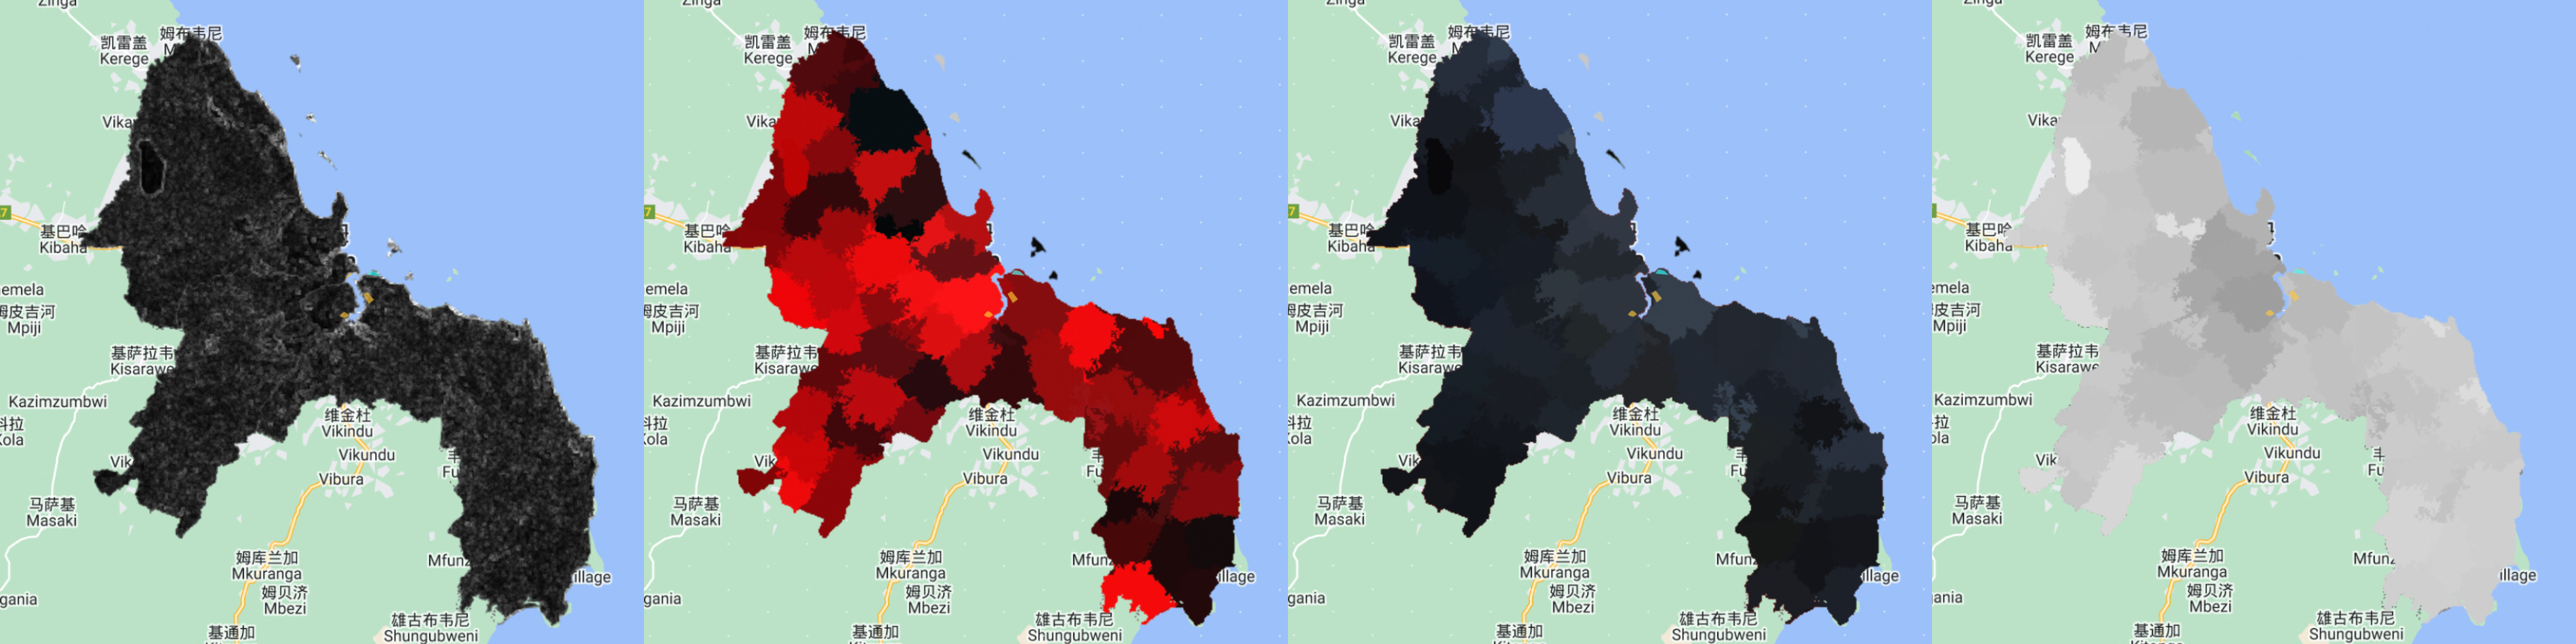 Zinga
姆布韦尼
M
凯雷盖
Kerege
Vika
7
基巴哈
Kibaha
emela
姆皮吉河
Mpiji
基萨拉韦
Kisarawe
Kazimzumbwi
科拉
Kola
维金杜
Vikindu
Vik
Vikundu
Fu
Vibura
马萨基
Masaki
姆库兰加
Mkuranga
Mfunz
illage
姆贝济
Mbezi
gania
雄古布韦尼
Shungubweni
基通加
Zinga
姆布韦尼
M
凯雷盖
Kerege
Vika
7
基巴哈
Kibaha
emela
姆皮吉河
Mpiji
基萨拉韦
Kisarawe
Kazimzumbwi
科拉
Kola
维金杜
Vikindu
Vik
Vikundu
Fu
Vibura
马萨基
Masaki
姆库兰加
Mkuranga
Mfunz
illage
姆贝济
Mbezi
gania
雄古布韦尼
Shungubweni
基通加
Zinga
姆布韦尼
M
凯雷盖
Kerege
Vika
7
基巴哈
Kibaha
emela
姆皮吉河
Mpiji
基萨拉韦
Kisarawe
Kazimzumbwi
科拉
Kola
维金杜
Vikindu
Vik
Vikundu
Fu
Vibura
马萨基
Masaki
姆库兰加
Mkuranga
Mfunz
illage
姆贝济
Mbezi
gania
雄古布韦尼
Shungubweni
基通加
Zinga
姆布韦尼
M
凯雷盖
Kerege
Vika
基巴哈
Kibaha
emela
姆皮吉河
Mpiji
基萨拉韦
Kisarawe
Kazimzumbwi
科拉
ola
维金杜
Vikindu
Vik
Vikundu
Fu
Vibura
马萨基
Masaki
姆库兰加
Mkuranga
Mfunz
illage
姆贝济
Mbezi
ania
雄古布韦尼
Shungubweni
基通加